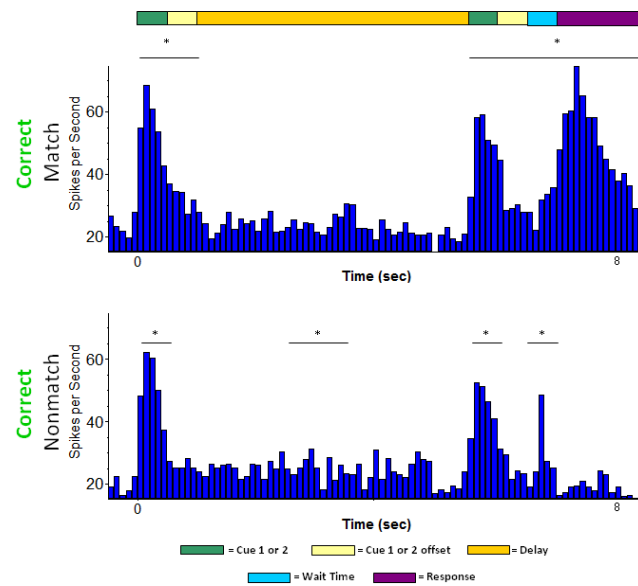 *
*
Correct
Match
Spikes per Second
60
40
20
0
8
Time (sec)
*
*
*
*
Correct
Nonmatch
Spikes per Second
60
40
20
0
8
Time (sec)
= Cue 1 or 2
= Cue 1 or 2 offset
= Delay
= Wait Time
= Response